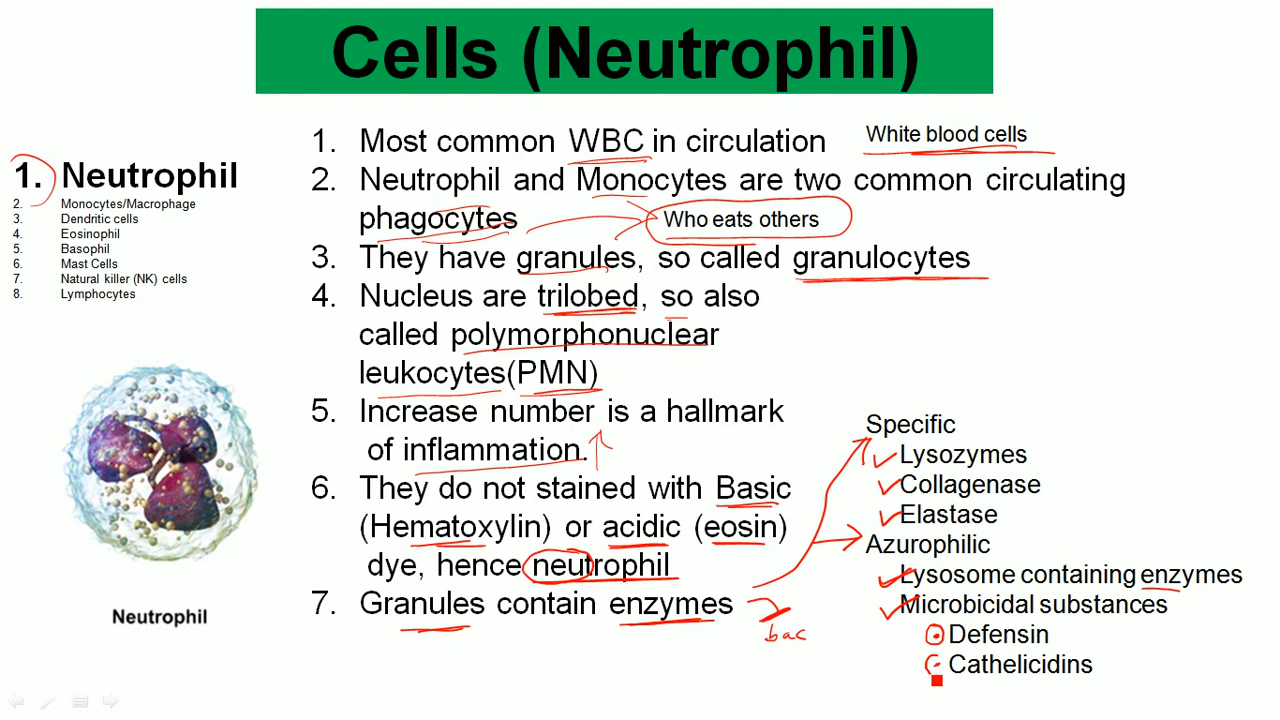 Cells (Neutrophil)
1. Neutrophil
2. Monocytes/Macrophage
3. Dendritic cells
4. Eosinophil
5. Basophil
6. Mast Cells
7. Natural killer (NK) cells
8. Lymphocytes
Neutrophil
1. Most common WBC in circulation
White blood cells
2. Neutrophil and Monocytes are two common circulating
phagocytes
Who eats others
3. They have granules, so called granulocytes
4. Nucleus are trilobed, so also
called polymorphonuclear
leukocytes(PMN)
5. Increase number is a hallmark
of inflammation.
6. They do not stained with Basic
(Hematoxylin) or acidic (eosin)
dye, hence neutrophil
7. Granules contain enzymes
bac
Specific
Lysozymes
Collagenase
Elastase
Azurophilic
Lysosome containing enzymes
Microbicidal substances
Defensin
Cathelicidins